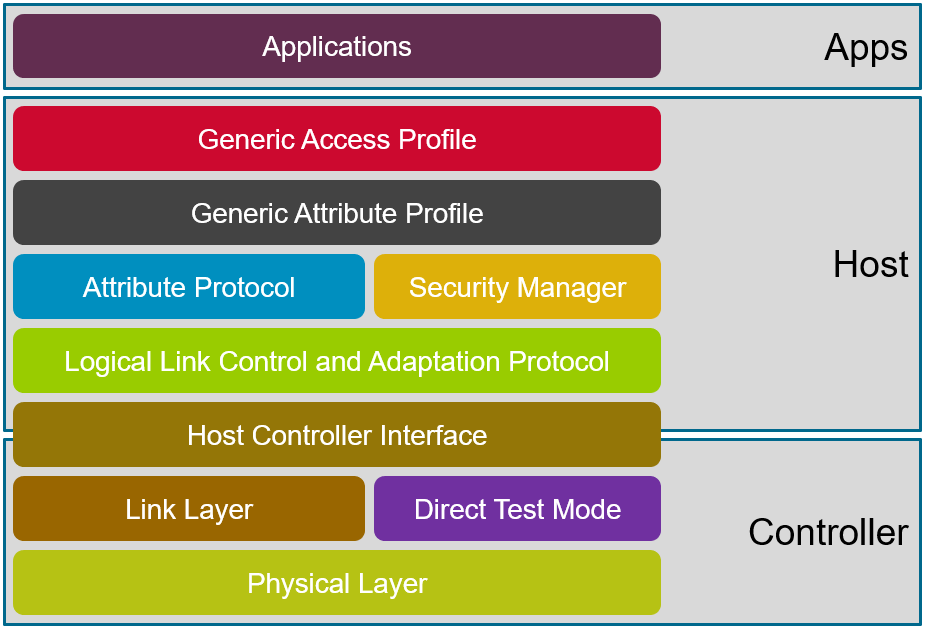 Applications
Apps
Generic Access Profile
Generic Attribute Profile
Host
Attribute Protocol
Security Manager
Logical Link Control and Adaptation Protocol
Host Controller Interface
Link Layer
Direct Test Mode
Controller
Physical Layer